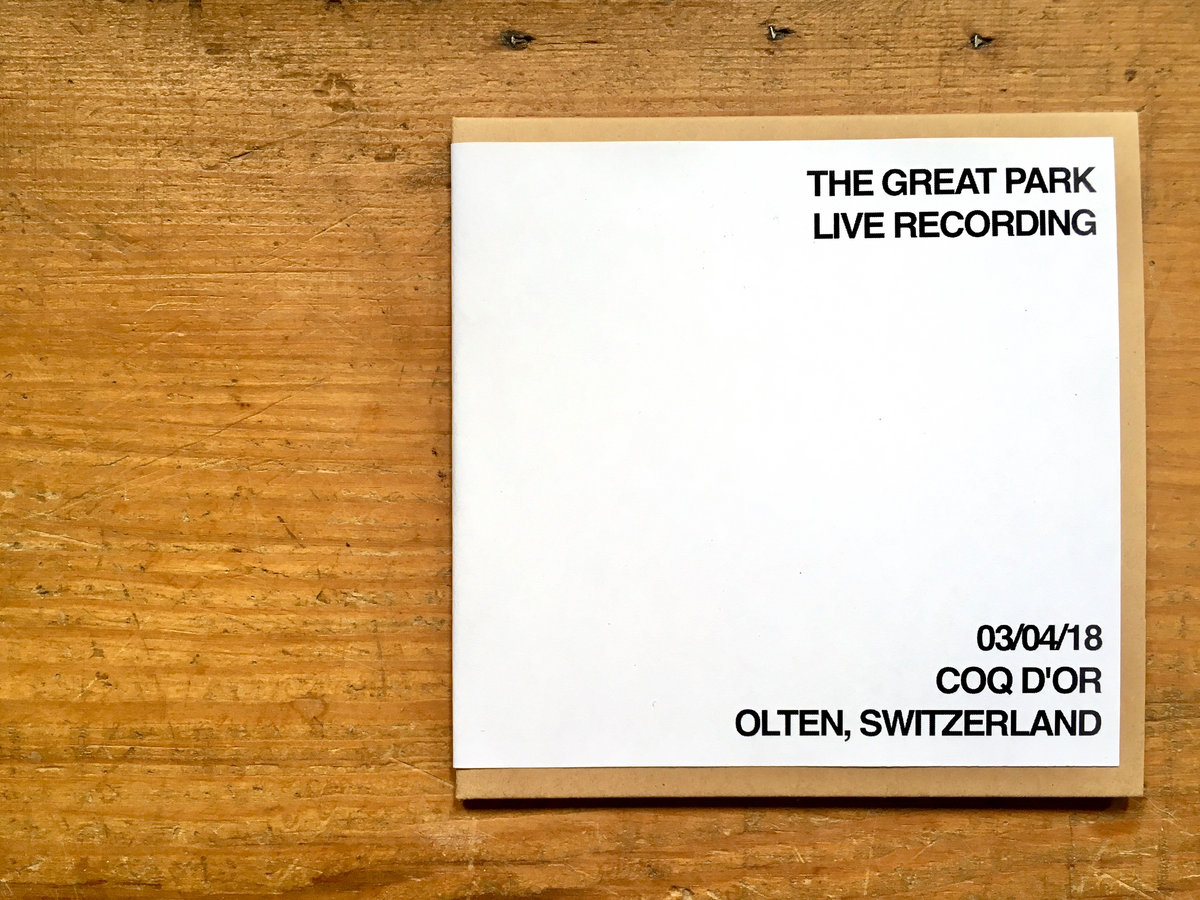 THE GREAT PARK
LIVE RECORDING
03/04/18
COQ D'OR
OLTEN, SWITZERLAND